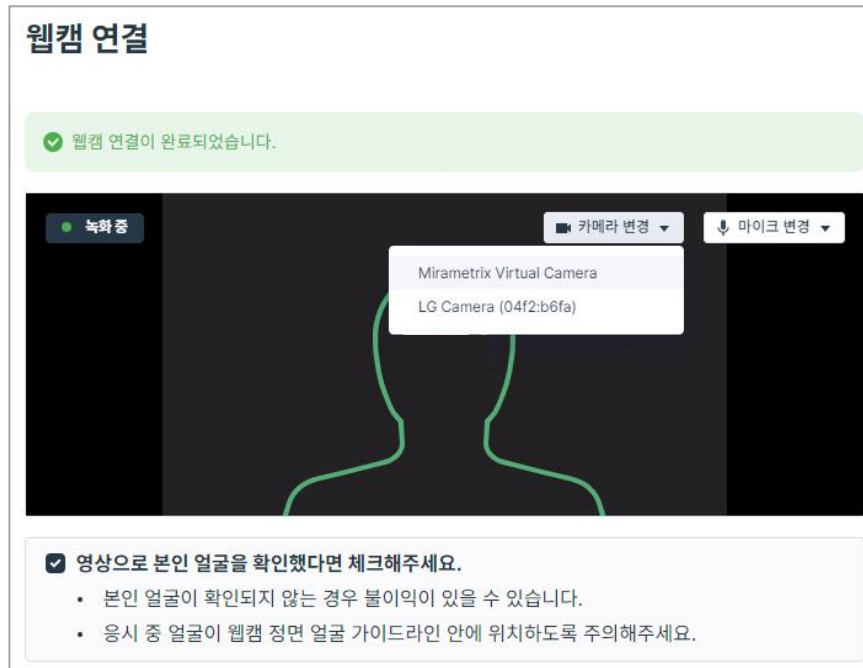 웹캠 연결
웹캠 연결이 완료되었습니다.
녹화 중
카메라 변경
마이크 변경
Mirametrix Virtual Camera
LG Camera (04f2:b6fa)
영상으로 본인 얼굴을 확인했다면 체크해주세요.
• 본인 얼굴이 확인되지 않는 경우 불이익이 있을 수 있습니다.
• 응시 중 얼굴이 웹캠 정면 얼굴 가이드라인 안에 위치하도록 주의해주세요.